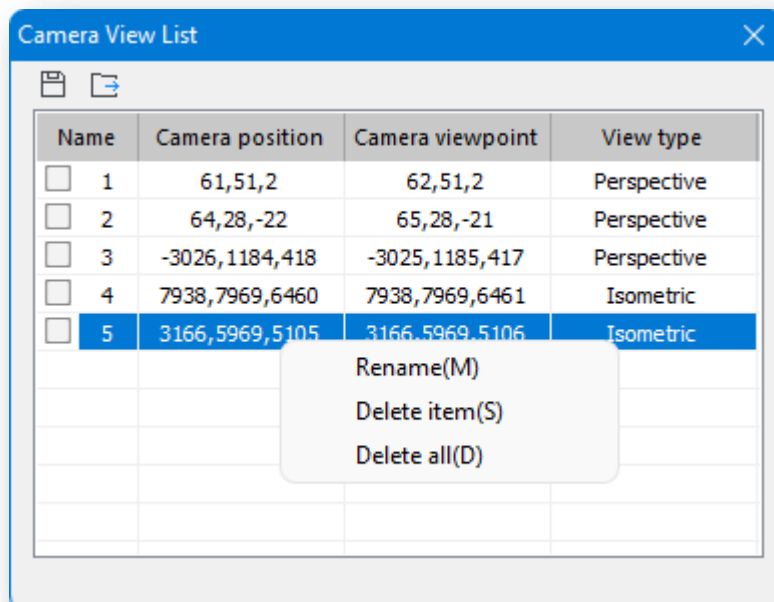 Camera View List
Name Camera position Camera viewpoint View type
1 61,51,2 62,51,2 Perspective
2 64,28,-22 65,28,-21 Perspective
3 -3026,1184,418 -3025,1185,417 Perspective
4 7938,7969,6460 7938,7969,6461 Isometric
5 3166,5969,5105 3166,5969,5106 Isometric
Rename(M)
Delete item(S)
Delete all(D)